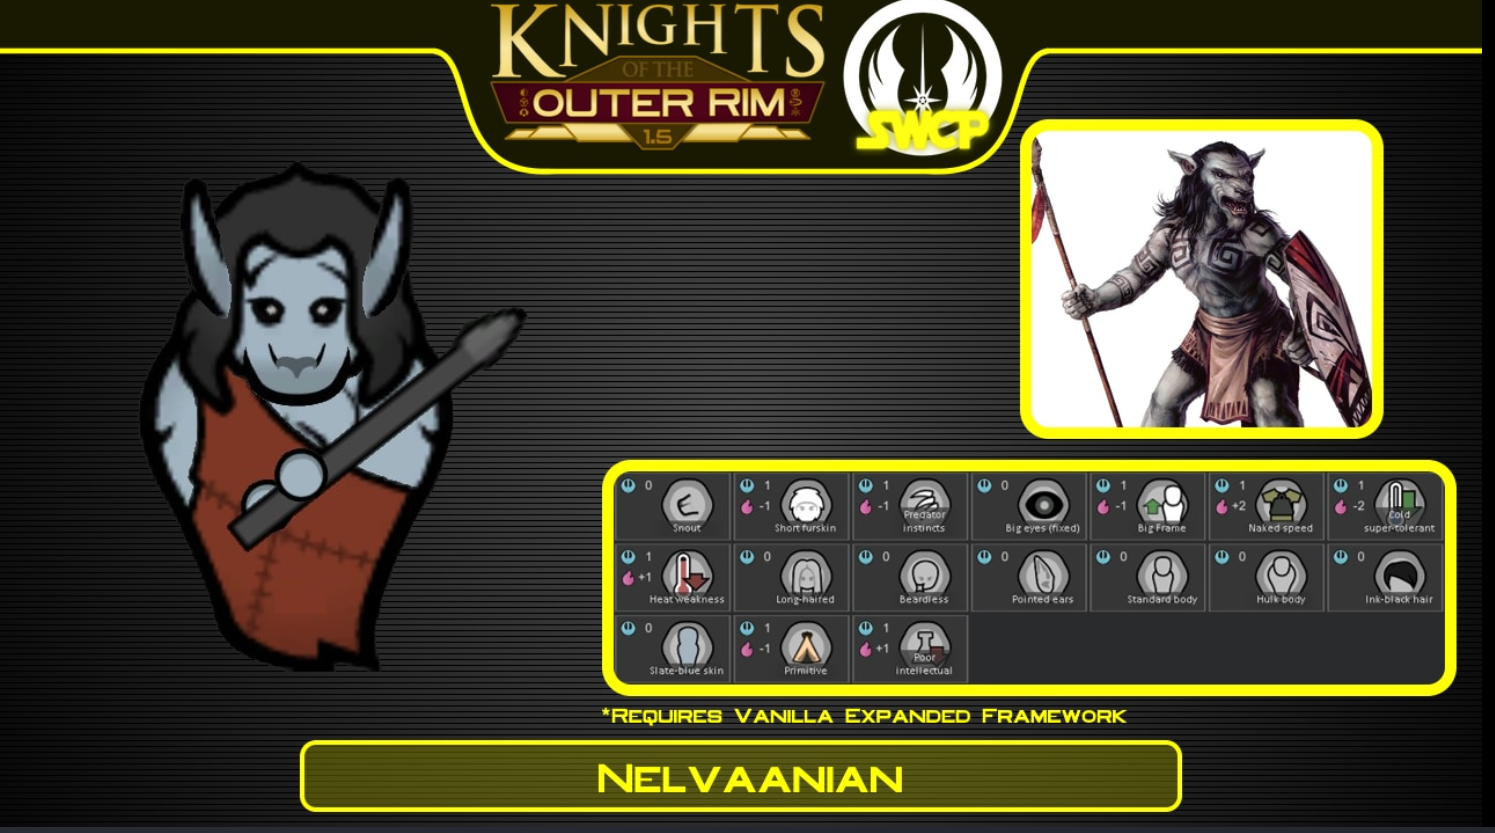 KNIGHTS
OF THE
OUTER RIM
1.5
SWCP
0
Snout
1
-1
Short furskin
1
-1
Predator
instincts
0
Big eyes (fixed)
1
-1
Big Frame
1
+2
Naked speed
1
-2
Cold
super-tolerant
1
+1
Heat weakness
0
Long-haired
0
Beardless
0
Pointed ears
0
Standard body
0
Hulk body
0
Ink-black hair
0
Slate-blue skin
1
-1
Primitive
1
+1
Poor
intellectual
*Requires Vanilla Expanded Framework
Nelvaanian